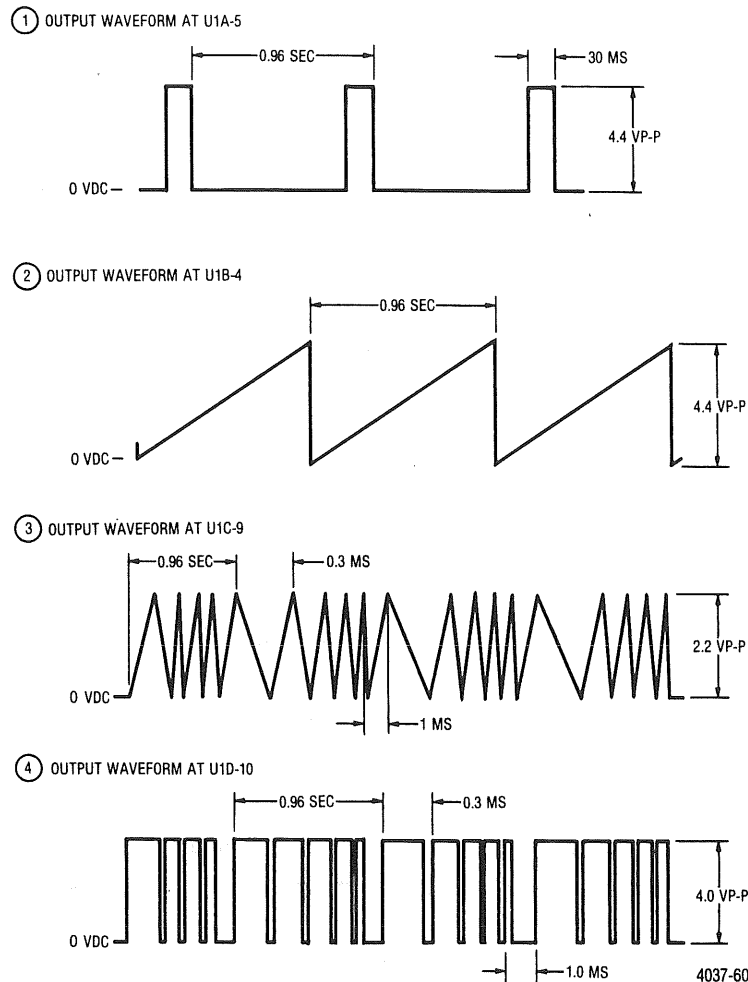 1 OUTPUT WAVEFORM AT U1A-5
0.96 SEC
30 MS
4.4 VP-P
0 VDC
2 OUTPUT WAVEFORM AT U1B-4
0.96 SEC
4.4 VP-P
0 VDC
3 OUTPUT WAVEFORM AT U1C-9
0.96 SEC
0.3 MS
2.2 VP-P
0 VDC
1 MS
4 OUTPUT WAVEFORM AT U1D-10
0.96 SEC
0.3 MS
4.0 VP-P
0 VDC
1.0 MS
4037-60